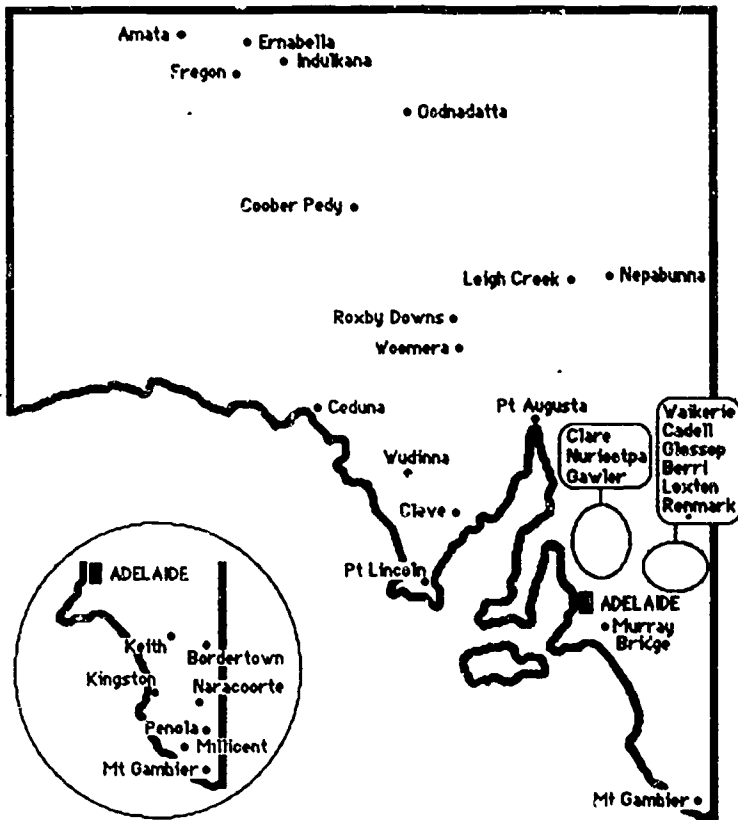 Amata
Ernabella
Indulkana
Fregon
Oodnadatta
Coober Pedy
Leigh Creek
Nepabunna
Roxby Downs
Woomera
Ceduna
Pt Augusta
Waikerie
Cadell
Glossop
Berri
Loxton
Renmark
Clare
Nuriootpa
Gawler
Wudinna
Cleve
Pt Lincoln
ADELAIDE
Murray
Bridge
Mt Gambier
ADELAIDE
Keith
Bordertown
Kingston
Naracoorte
Penola
Millicent
Mt Gambier